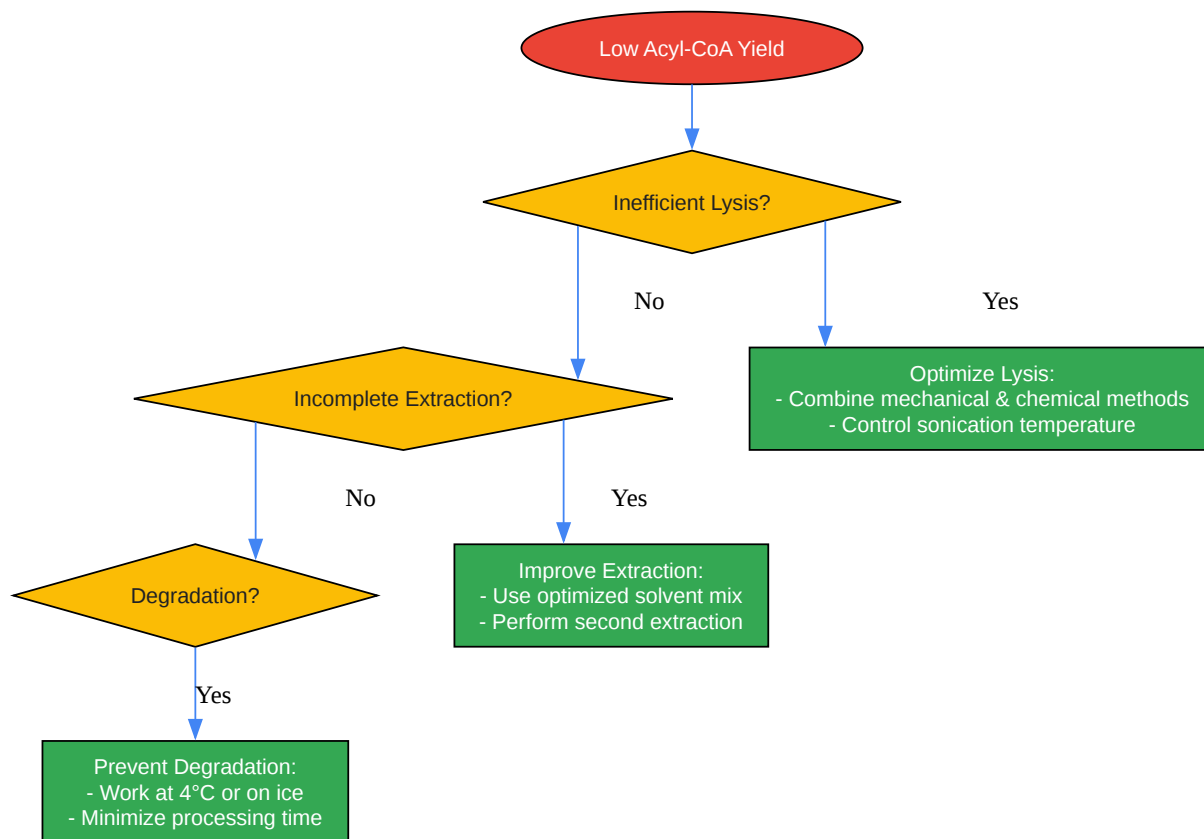 Low Acyl-CoA Yield
Inefficient Lysis?
No
Yes
Incomplete Extraction?
Optimize Lysis:
- Combine mechanical & chemical methods
- Control sonication temperature
No
Yes
Degradation?
Improve Extraction:
- Use optimized solvent mix
- Perform second extraction
Yes
Prevent Degradation:
- Work at 4°C or on ice
- Minimize processing time